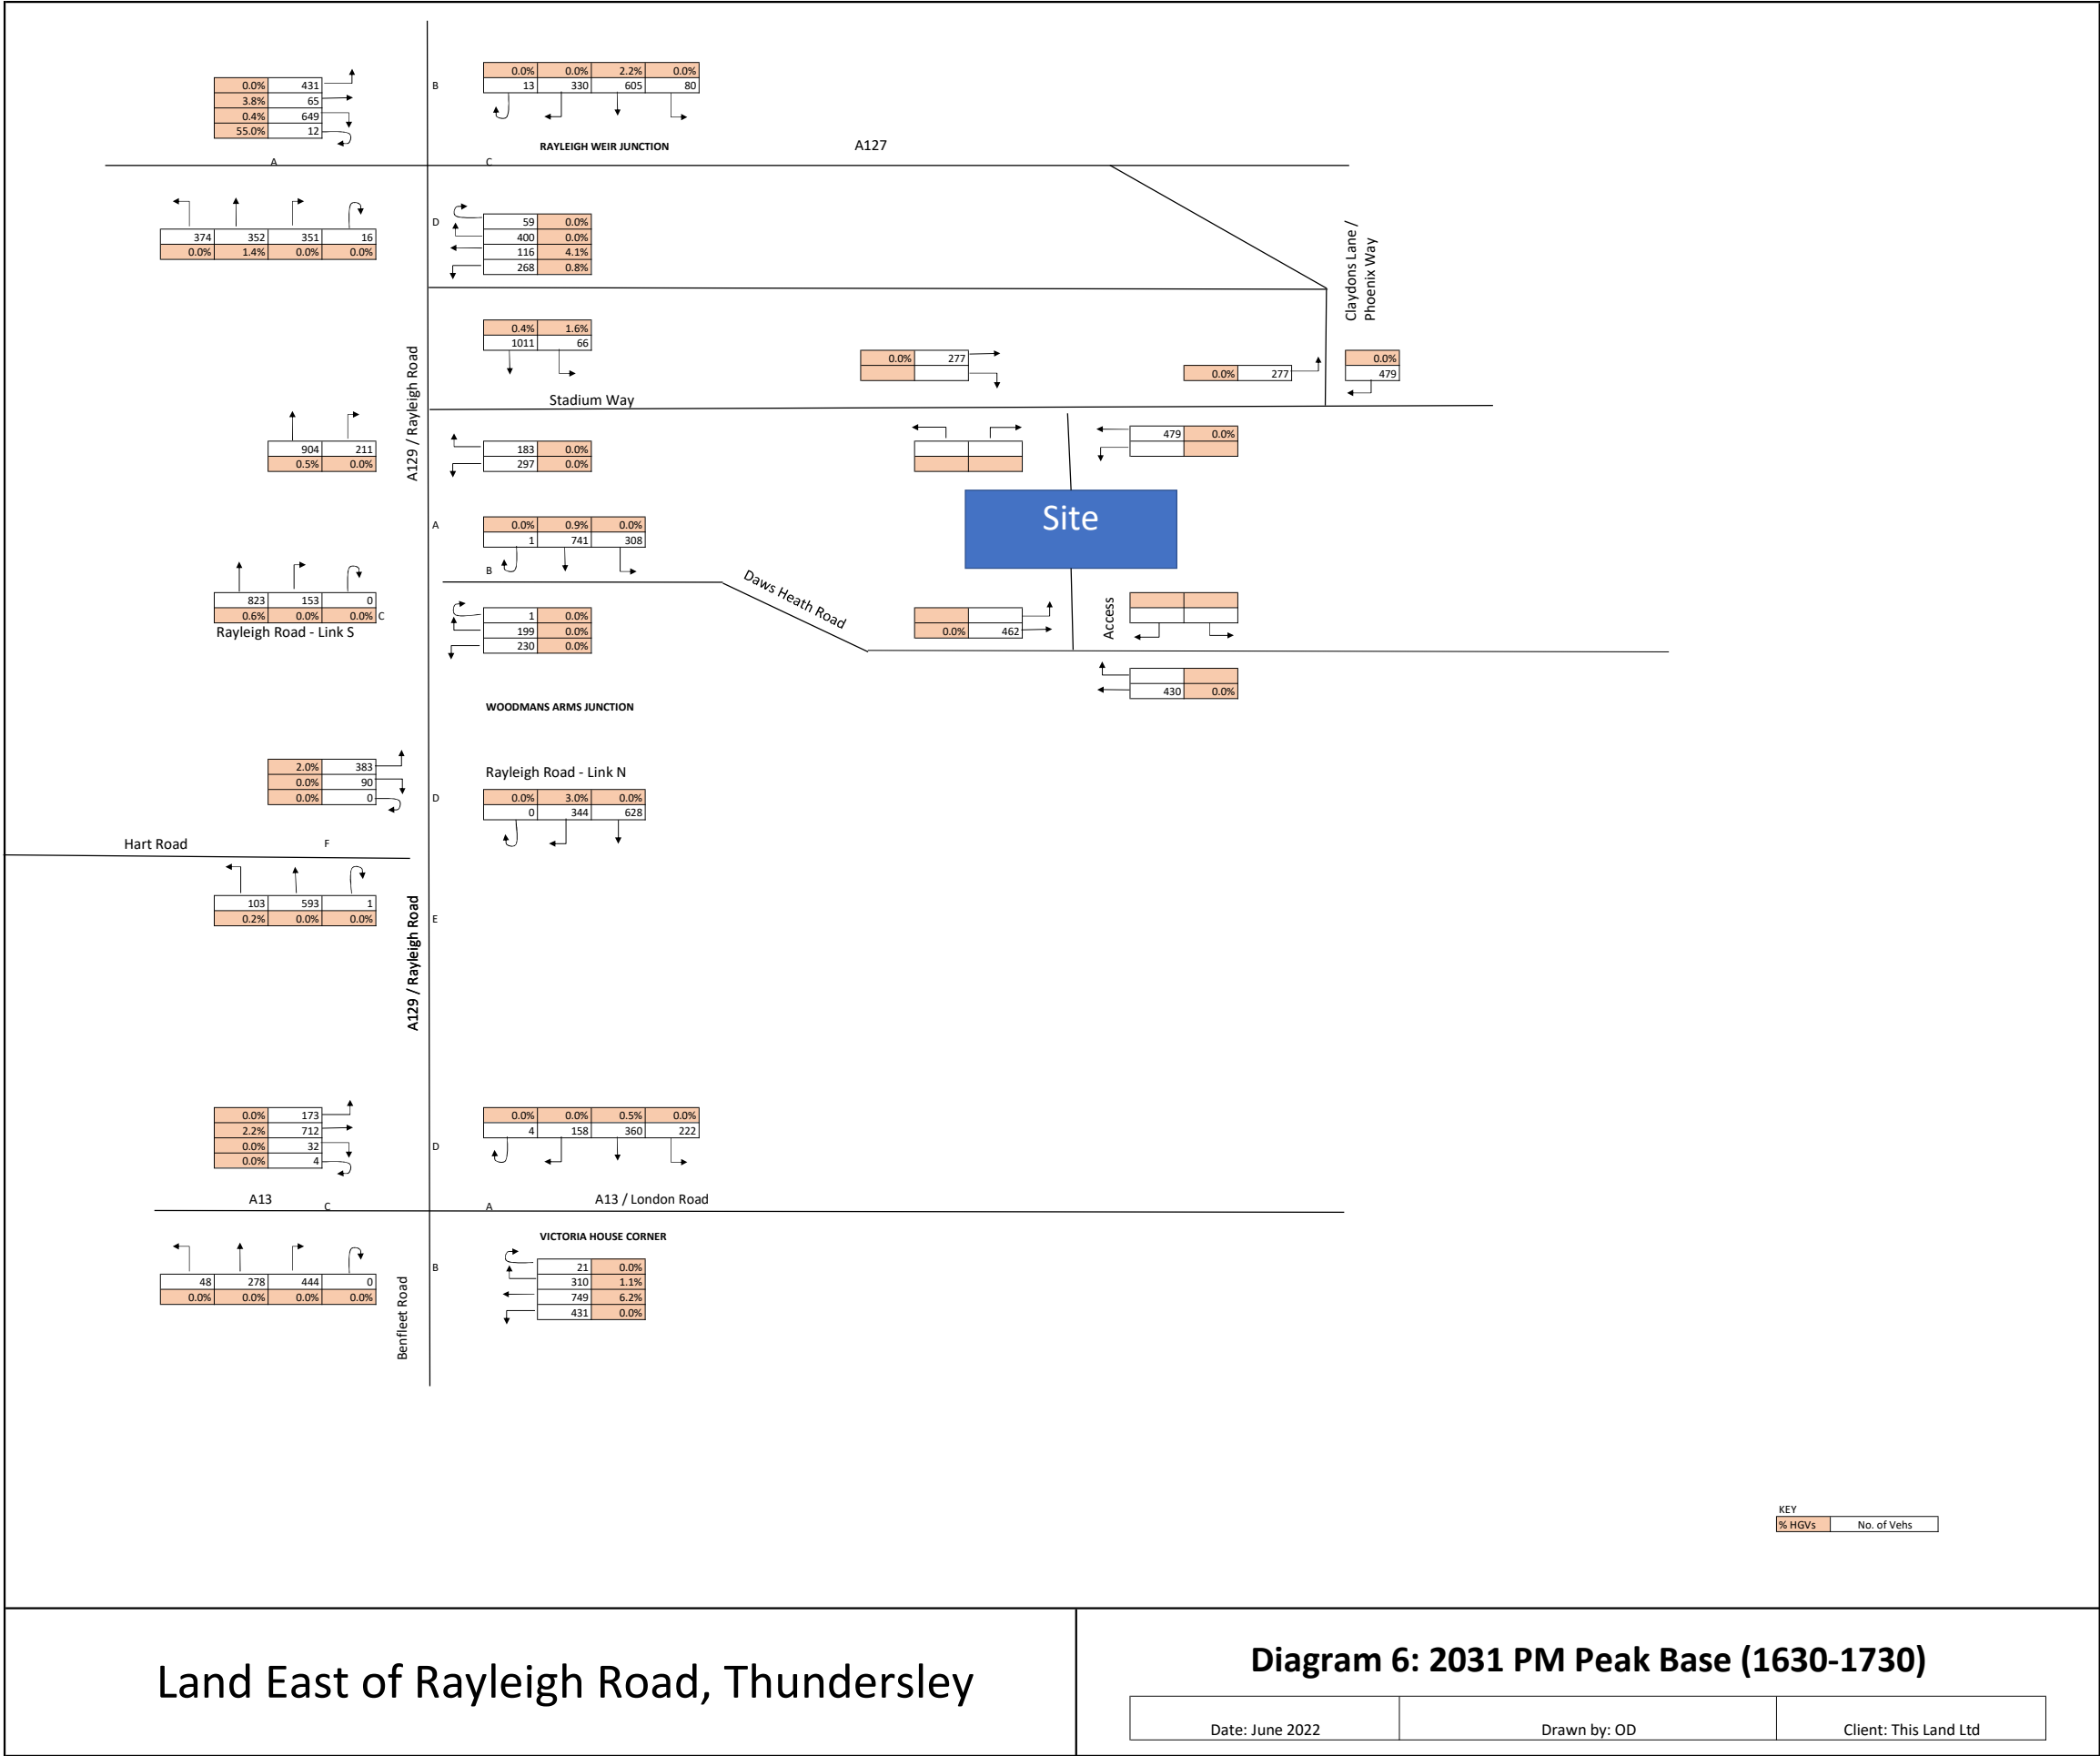 0.0% 0.0% 2.2% 0.0%
13 330 605 80
0.0% 431
3.8% 65
0.4% 649
55.0% 12
B
RAYLEIGH WEIR JUNCTION
A127
A
C
374 352 351 16
0.0% 1.4% 0.0% 0.0%
D
59 0.0%
400 0.0%
116 4.1%
268 0.8%
Claydons Lane /
Phoenix Way
0.4% 1.6%
1011 66
0.0% 277
0.0% 277
0.0%
479
A129 / Rayleigh Road
Stadium Way
904 211
0.5% 0.0%
183 0.0%
297 0.0%
479 0.0%
Site
A
0.0% 0.9% 0.0%
1 741 308
B
Daws Heath Road
823 153 0
0.6% 0.0% 0.0% C
Rayleigh Road - Link S
1 0.0%
199 0.0%
230 0.0%
0.0% 462
Access
430 0.0%
WOODMANS ARMS JUNCTION
2.0% 383
0.0% 90
0.0% 0
Rayleigh Road - Link N
D
0.0% 3.0% 0.0%
0 344 628
Hart Road
F
103 593 1
0.2% 0.0% 0.0%
E
A129 / Rayleigh Road
0.0% 173
2.2% 712
0.0% 32
0.0% 4
D
0.0% 0.0% 0.5% 0.0%
4 158 360 222
A13
C
A
A13 / London Road
VICTORIA HOUSE CORNER
48 278 444 0
0.0% 0.0% 0.0% 0.0%
Benfleet Road
B
21 0.0%
310 1.1%
749 6.2%
431 0.0%
KEY
% HGVs No. of Vehs
Land East of Rayleigh Road, Thundersley
Diagram 6: 2031 PM Peak Base (1630-1730)
Date: June 2022 Drawn by: OD Client: This Land Ltd